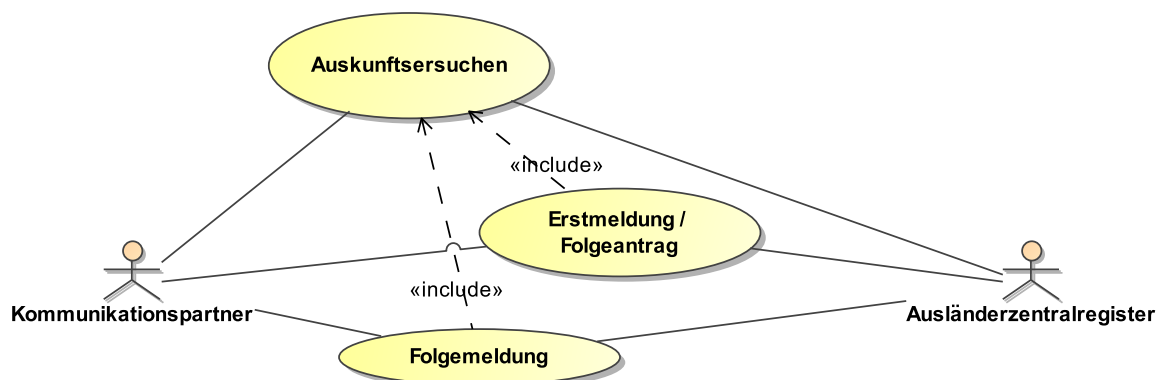 Auskunftsersuchen
«include»
Erstmeldung /
Folgeantrag
«include»
Kommunikationspartner
Ausländerzentralregister
Folgemeldung